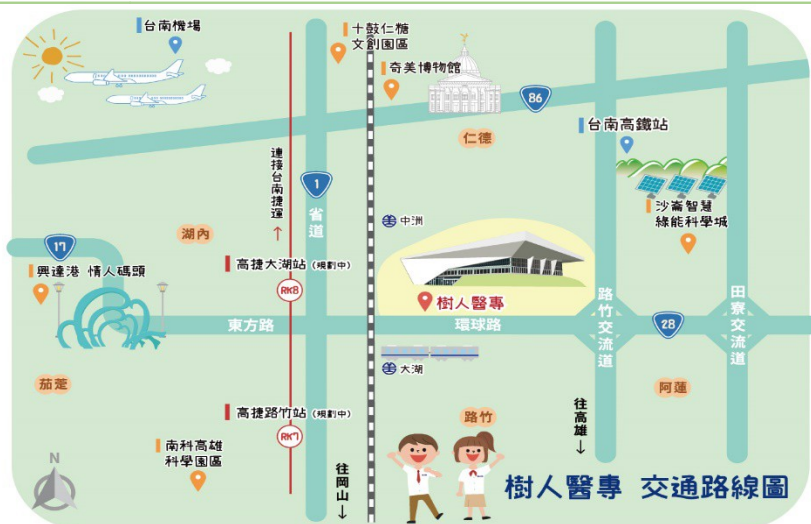 台南機場
十鼓仁糖
文創園區
奇美博物館
86
仁德
台南高鐵站
連接台南捷運
1
省道
中洲
沙崙智慧
綠能科學城
湖內
17
興達港 情人碼頭
高捷大湖站 (規劃中)
RK8
樹人醫專
路竹交流道
田寮交流道
東方路
環球路
28
大湖
茄萣
阿蓮
高捷路竹站 (規劃中)
RK7
路竹
往高雄
南科高雄
科學園區
往岡山
N
樹人醫專 交通路線圖